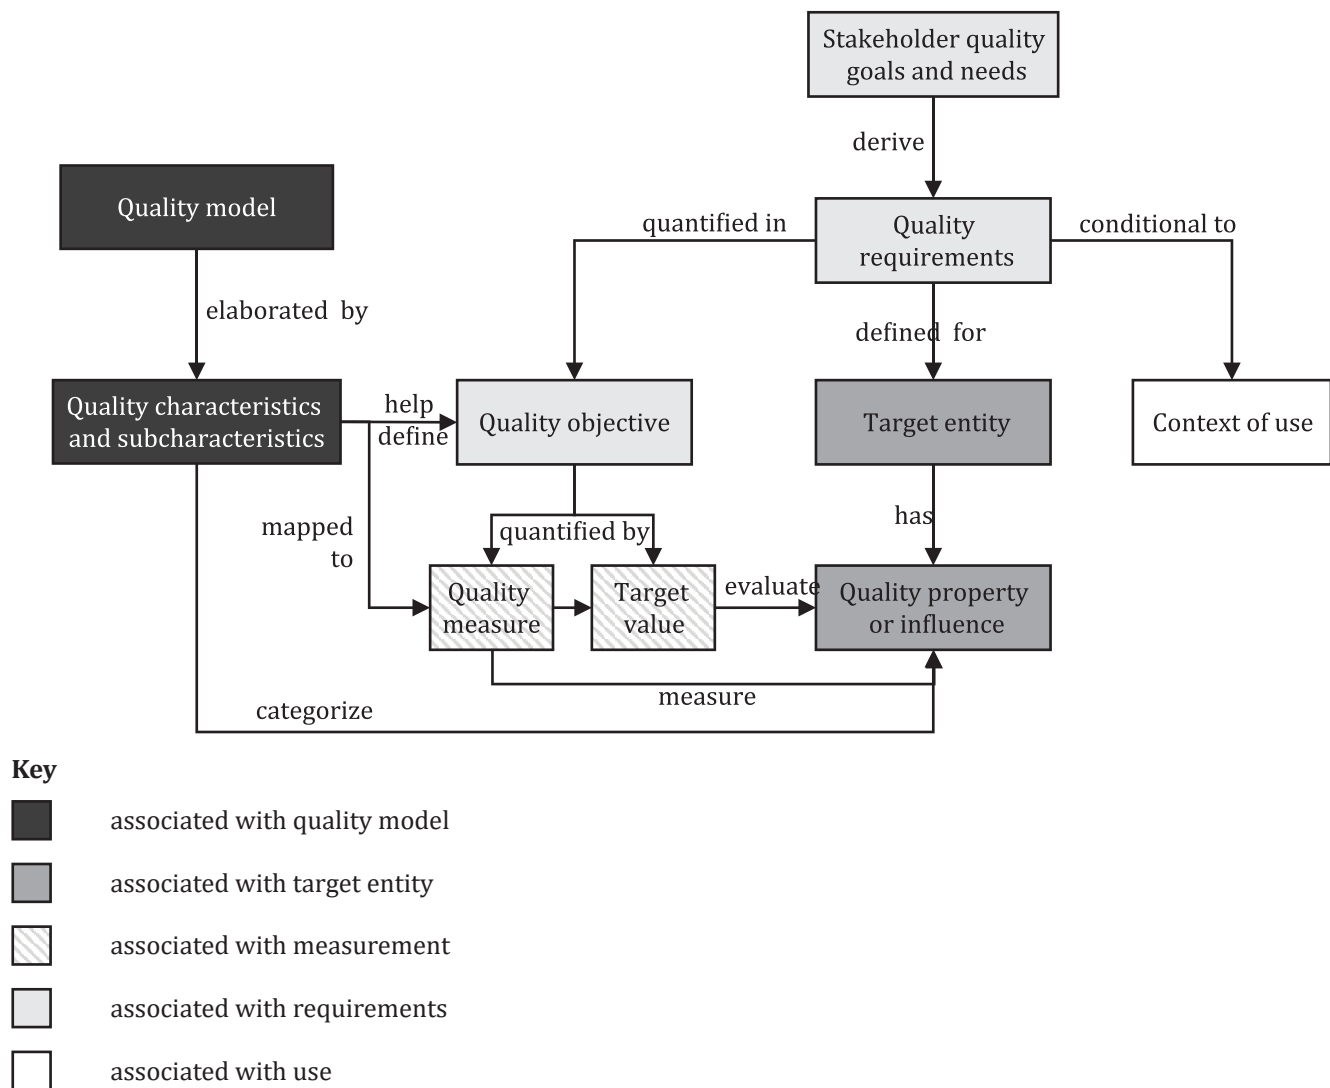 Stakeholder quality
goals and needs
derive
Quality model
quantified in
Quality
requirements
conditional to
elaborated by
defined for
Quality characteristics
and subcharacteristics
help
define
Quality objective
Target entity
Context of use
mapped
to
quantified by
has
Quality
measure
Target
value
evaluate
Quality property
or influence
measure
categorize
Key
associated with quality model
associated with target entity
associated with measurement
associated with requirements
associated with use